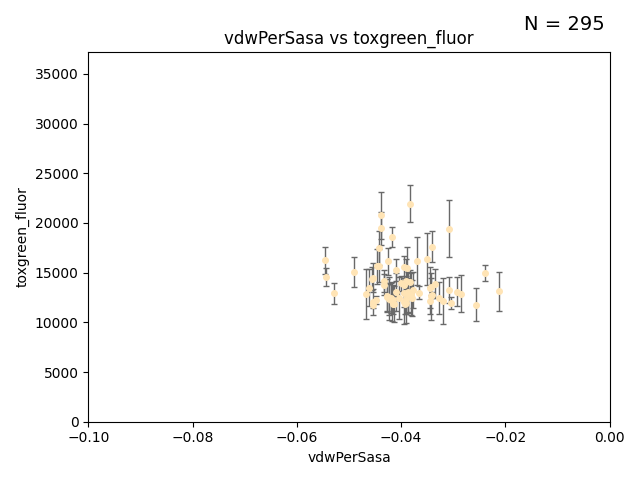 N = 295
vdwPerSasa vs toxgreen_fluor
toxgreen_fluor
35000
30000
25000
20000
15000
10000
5000
0
−0.10 −0.08 −0.06 −0.04 −0.02 0.00
vdwPerSasa